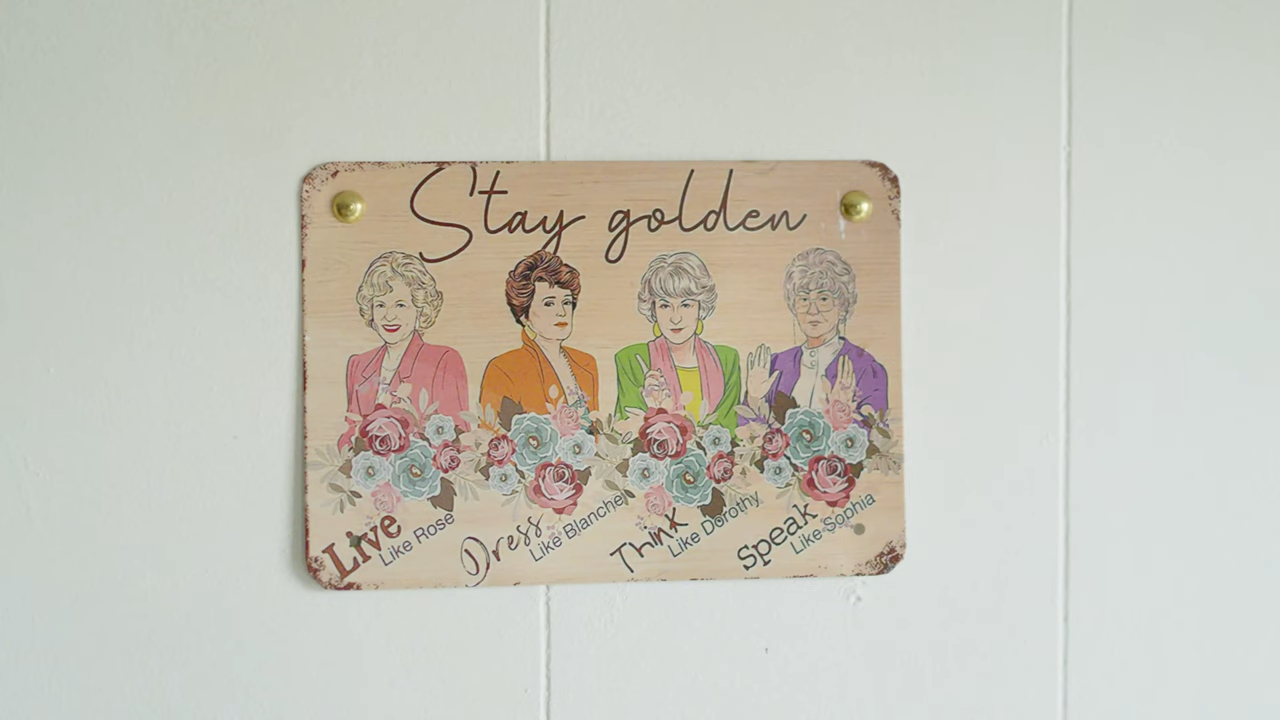 Stay golden
Live
Like Rose
Dress
Like Blanche
Think
Like Dorothy
Speak
Like Sophia